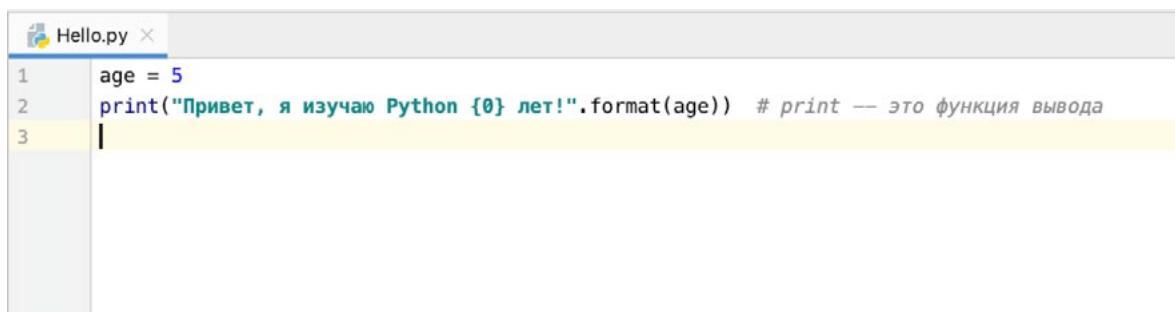 Hello.py
1 age = 5
2 print("Привет, я изучаю Python {0} лет!".format(age))  # print –– это функция вывода
3